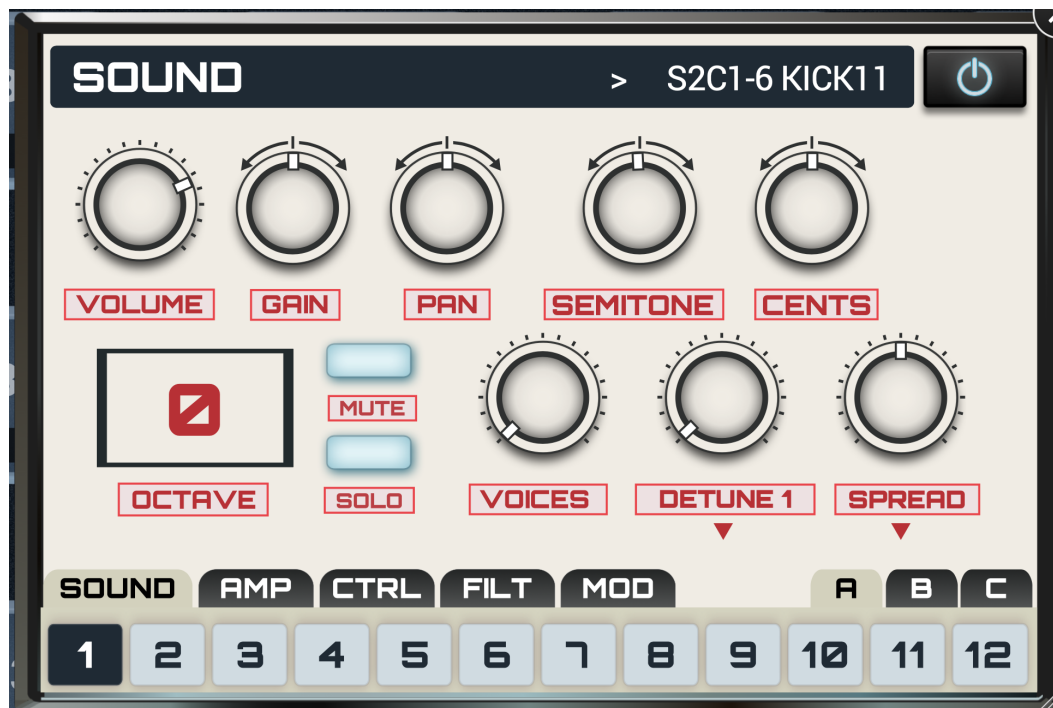 SOUND > S2C1-6 KICK11
VOLUME GAIN PAN SEMITONE CENTS
0
MUTE
OCTAVE SOLO VOICES DETUNE 1 SPREAD
SOUND AMP CTRL FILT MOD A B C
1 2 3 4 5 6 7 8 9 10 11 12